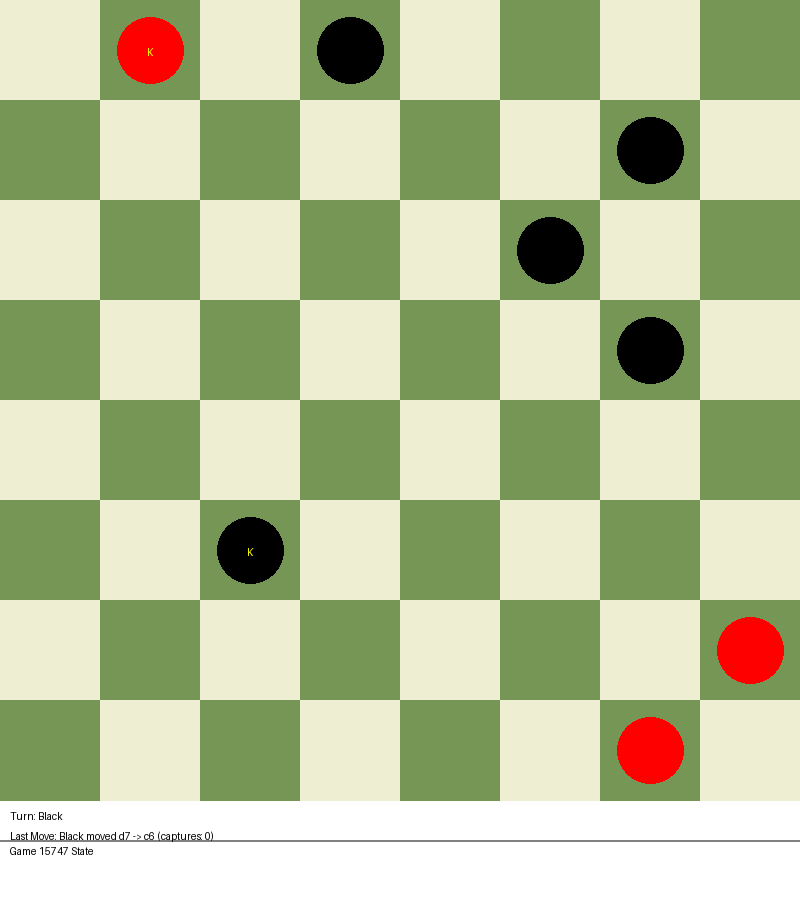 K
K
Turn: Black
Last Move: Black moved d7 -> c6 (captures: 0)
Game 15747 State